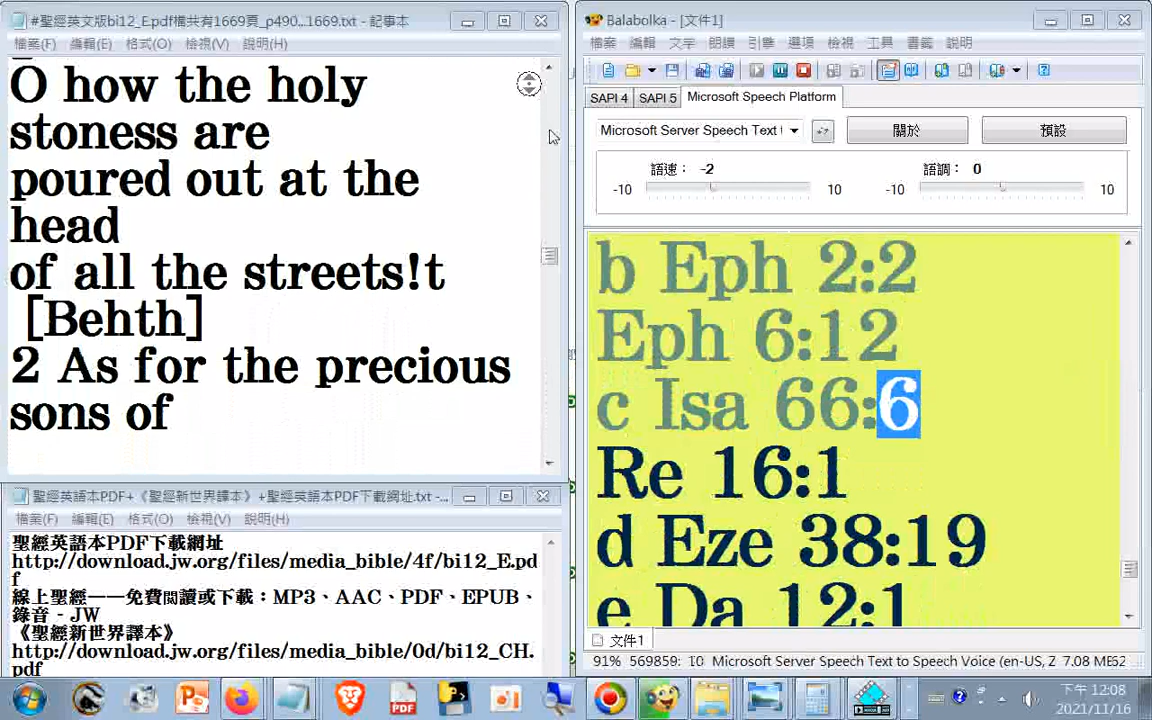 #聖經英文版bi12_E.pdf檔共有1669頁_p490...1669.txt - 記事本
檔案(F) 編輯(E) 格式(O) 檢視(V) 說明(H)
O how the holy
stoness are
poured out at the
head
of all the streets!t
[Behth]
2 As for the precious
sons of
聖經英語本PDF+《聖經新世界譯本》+聖經英語本PDF下載網址.txt - ...
檔案(F) 編輯(E) 格式(O) 檢視(V) 說明(H)
聖經英語本PDF下載網址
http://download.jw.org/files/media_bible/4f/bi12_E.pd
f
線上聖經——免費閱讀或下載：MP3、AAC、PDF、EPUB、
錄音 - JW
《聖經新世界譯本》
http://download.jw.org/files/media_bible/0d/bi12_CH.
pdf
Balabolka - [文件1]
檔案 編輯 文字 朗讀 引擎 選項 檢視 工具 書籤 說明
SAPI 4 SAPI 5 Microsoft Speech Platform
Microsoft Server Speech Text
關於 預設
語速： -2 語調： 0
-10 10 -10 10
b Eph 2:2
Eph 6:12
c Isa 66:6
Re 16:1
d Eze 38:19
e Da 12:1
文件1
91% 569859: 10 Microsoft Server Speech Text to Speech Voice (en-US, Z 7.08 ME
下午 12:08
2021/11/16